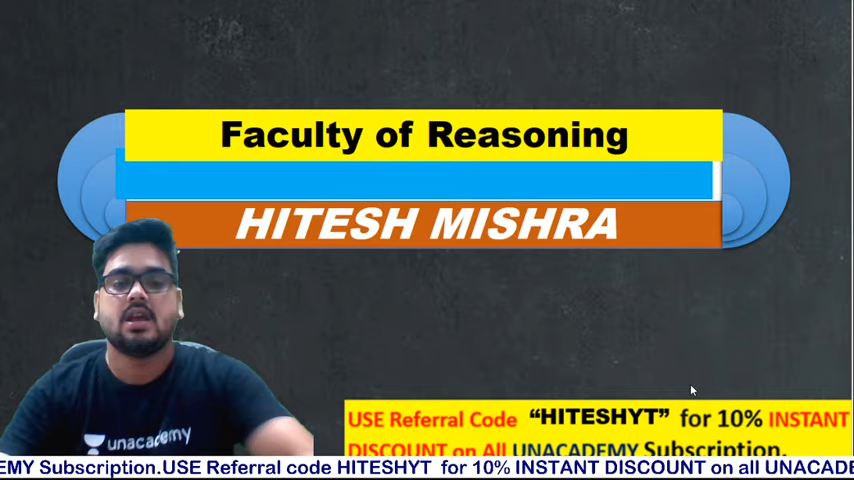 Faculty of Reasoning
HITESH MISHRA
unacademy
USE Referral Code “HITESHYT” for 10% INSTANT
DISCOUNT on All UNACADEMY Subscription.
EMY Subscription.USE Referral code HITESHYT for 10% INSTANT DISCOUNT on all UNACADE